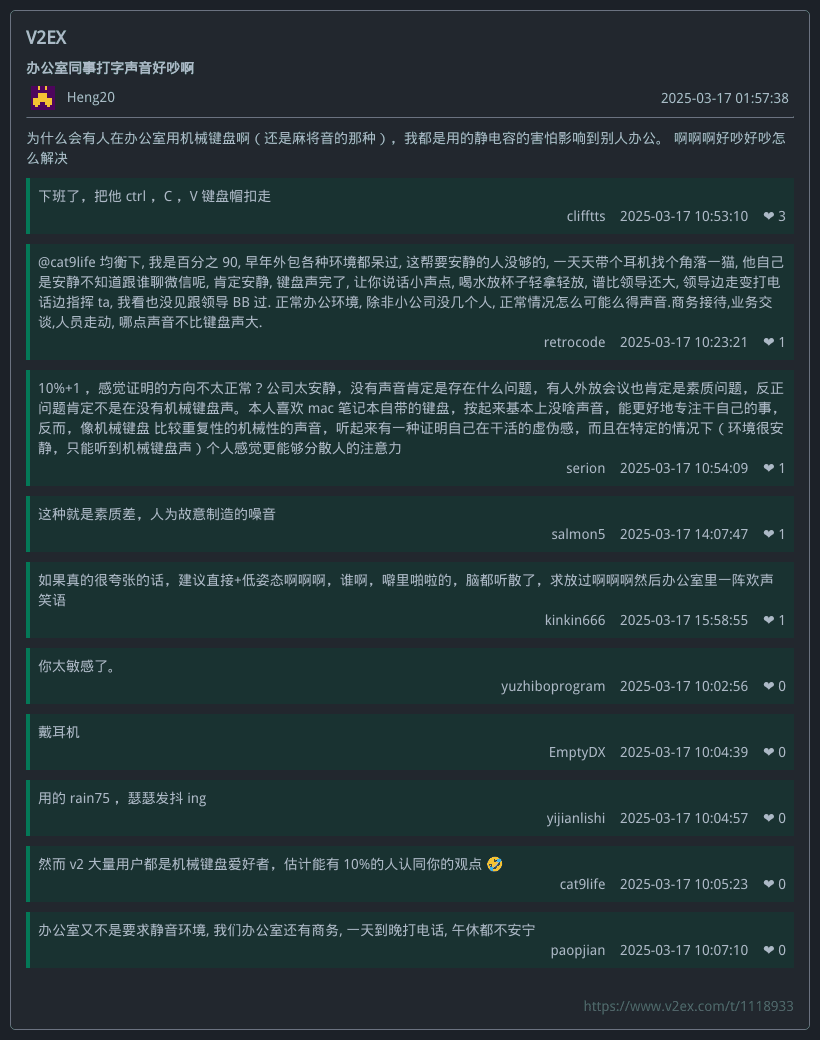 V2EX
办公室同事打字声音好吵啊
Heng20
2025-03-17 01:57:38
为什么会有人在办公室用机械键盘啊（还是麻将音的那种），我都是用的静电容的害怕影响到别人办公。 啊啊啊好吵好吵怎
么解决
下班了，把他 ctrl ，C ，V 键盘帽扣走
clifftts 2025-03-17 10:53:10 ❤ 3
@cat9life 均衡下, 我是百分之 90, 早年外包各种环境都呆过, 这帮要安静的人没够的, 一天天带个耳机找个角落一猫, 他自己
是安静不知道跟谁聊微信呢, 肯定安静, 键盘声完了, 让你说话小声点, 喝水放杯子轻拿轻放, 谱比领导还大, 领导边走变打电
话边指挥 ta, 我看也没见跟领导 BB 过. 正常办公环境, 除非小公司没几个人, 正常情况怎么可能么得声音.商务接待,业务交
谈,人员走动, 哪点声音不比键盘声大.
retrocode 2025-03-17 10:23:21 ❤ 1
10%+1 ，感觉证明的方向不太正常？公司太安静，没有声音肯定是存在什么问题，有人外放会议也肯定是素质问题，反正
问题肯定不是在没有机械键盘声。本人喜欢 mac 笔记本自带的键盘，按起来基本上没啥声音，能更好地专注干自己的事，
反而，像机械键盘 比较重复性的机械性的声音，听起来有一种证明自己在干活的虚伪感，而且在特定的情况下（环境很安
静，只能听到机械键盘声）个人感觉更能够分散人的注意力
serion 2025-03-17 10:54:09 ❤ 1
这种就是素质差，人为故意制造的噪音
salmon5 2025-03-17 14:07:47 ❤ 1
如果真的很夸张的话，建议直接+低姿态啊啊啊，谁啊，噼里啪啦的，脑都听散了，求放过啊啊啊然后办公室里一阵欢声
笑语
kinkin666 2025-03-17 15:58:55 ❤ 1
你太敏感了。
yuzhiboprogram 2025-03-17 10:02:56 ❤ 0
戴耳机
EmptyDX 2025-03-17 10:04:39 ❤ 0
用的 rain75 ，瑟瑟发抖 ing
yijianlishi 2025-03-17 10:04:57 ❤ 0
然而 v2 大量用户都是机械键盘爱好者，估计能有 10%的人认同你的观点 🤣
cat9life 2025-03-17 10:05:23 ❤ 0
办公室又不是要求静音环境, 我们办公室还有商务, 一天到晚打电话, 午休都不安宁
paopjian 2025-03-17 10:07:10 ❤ 0
https://www.v2ex.com/t/1118933